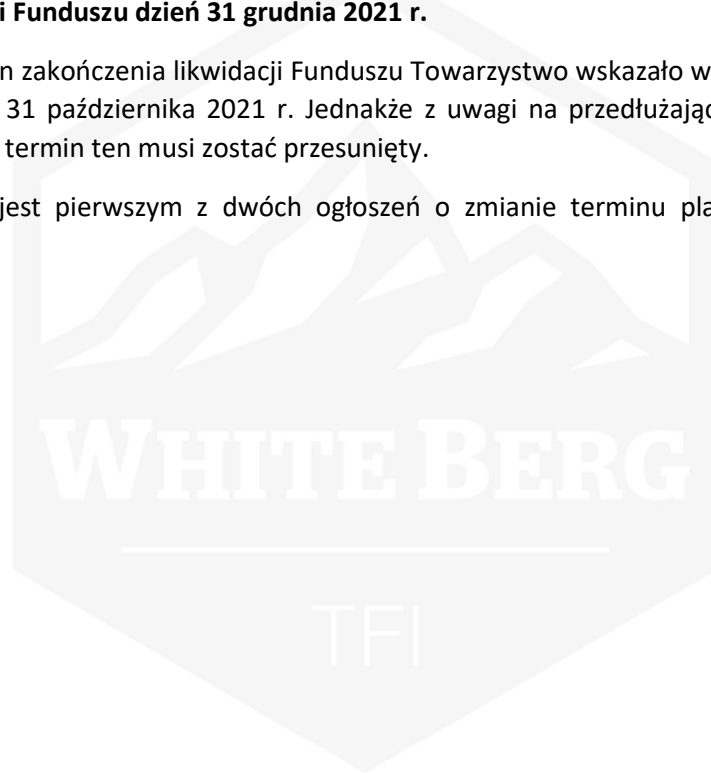 i Funduszu dzień 31 grudnia 2021 r.
n zakończenia likwidacji Funduszu Towarzystwo wskazało w
31 października 2021 r. Jednakże z uwagi na przedłużając
termin ten musi zostać przesunięty.
jest pierwszym z dwóch ogłoszeń o zmianie terminu pla
WHITE BERG
TFI